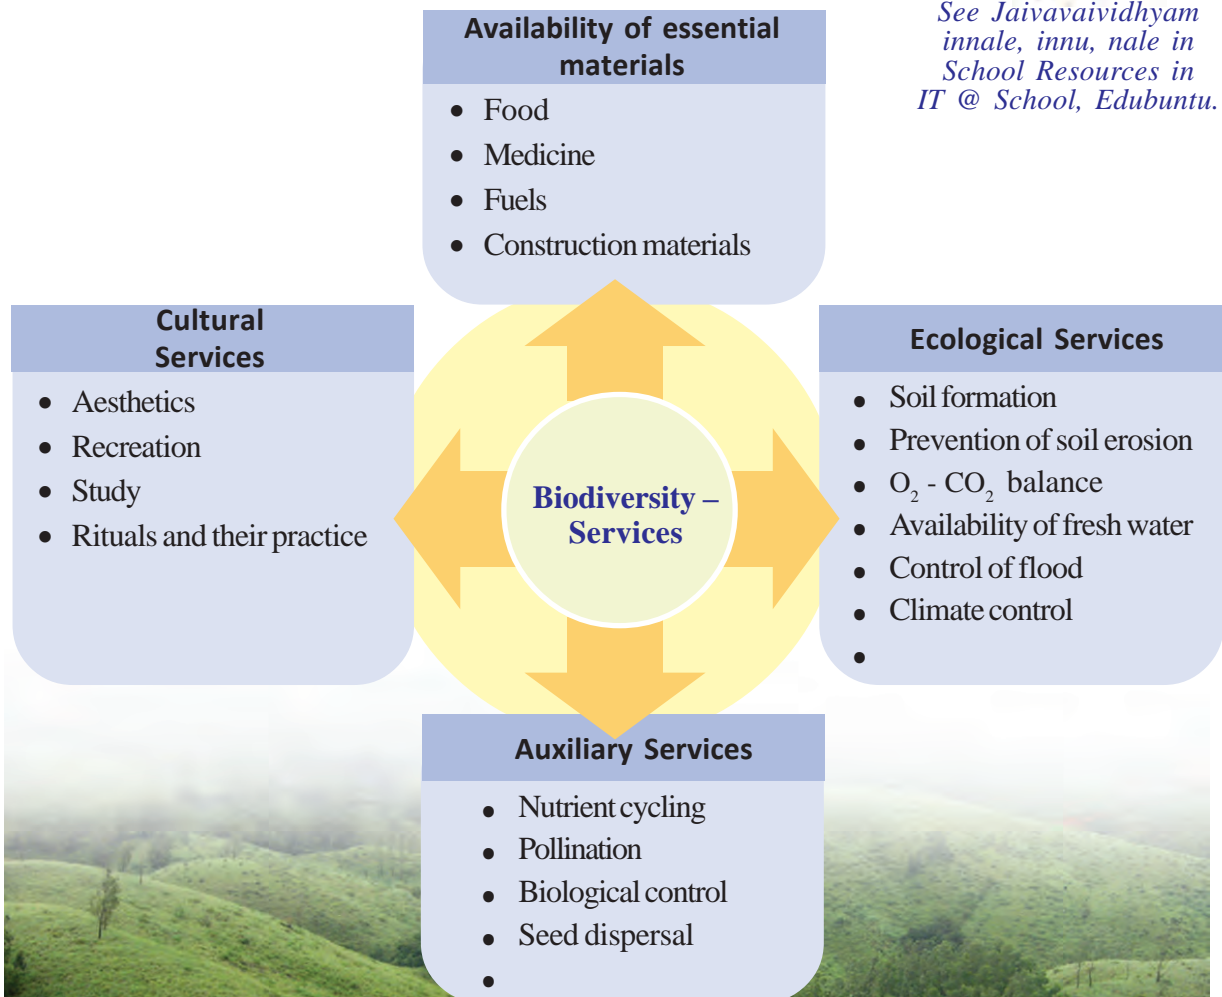 See Jaivavaividhyam
innale, innu, nale in
School Resources in
IT @ School, Edubuntu.
Availability of essential
materials
• Food
• Medicine
• Fuels
• Construction materials
Cultural
Services
• Aesthetics
• Recreation
• Study
• Rituals and their practice
Biodiversity –
Services
Ecological Services
• Soil formation
• Prevention of soil erosion
• O₂ - CO₂ balance
• Availability of fresh water
• Control of flood
• Climate control
•
Auxiliary Services
• Nutrient cycling
• Pollination
• Biological control
• Seed dispersal
•